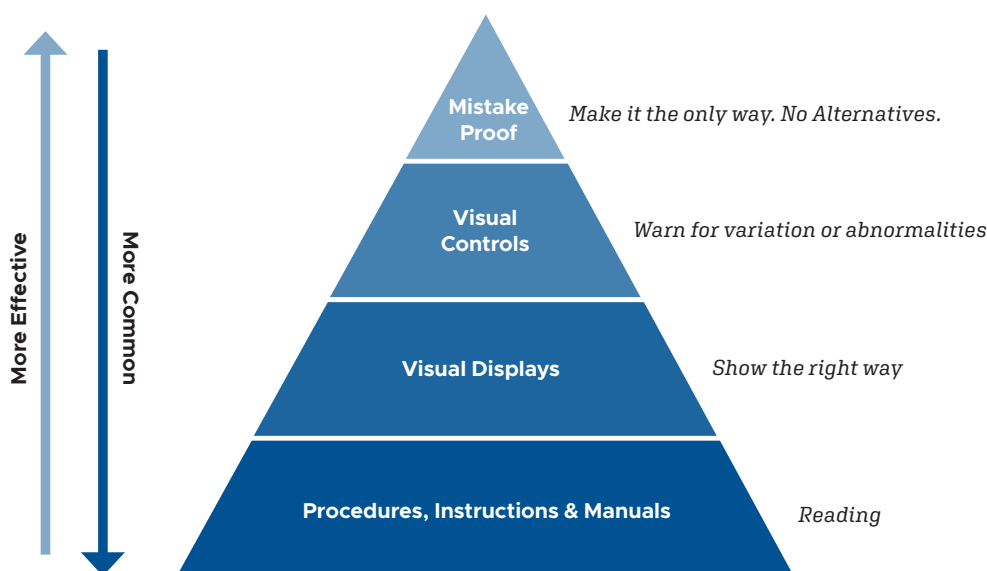 More Effective
More Common
Mistake
Proof
Make it the only way. No Alternatives.
Visual
Controls
Warn for variation or abnormalities
Visual Displays
Show the right way
Procedures, Instructions & Manuals
Reading